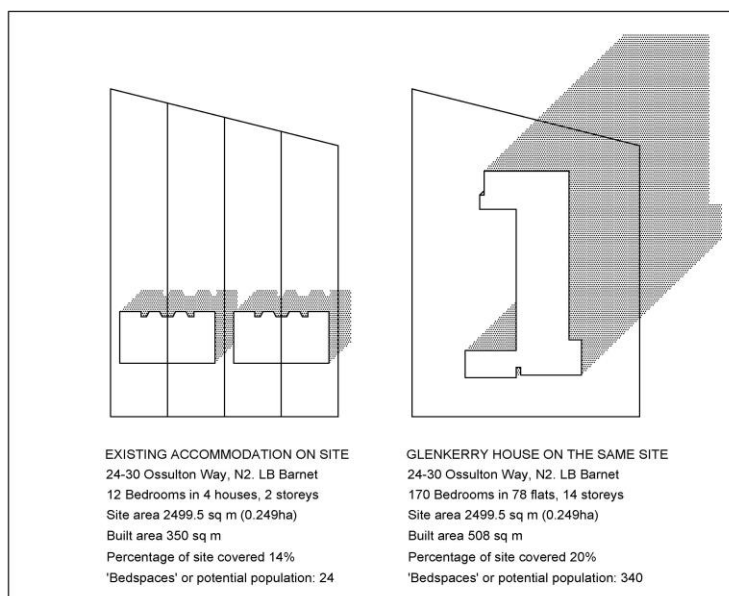 EXISTING ACCOMMODATION ON SITE
24-30 Ossulton Way, N2. LB Barnet
12 Bedrooms in 4 houses, 2 storeys
Site area 2499.5 sq m (0.249ha)
Built area 350 sq m
Percentage of site covered 14%
'Bedspaces' or potential population: 24
GLENKERRY HOUSE ON THE SAME SITE
24-30 Ossulton Way, N2. LB Barnet
170 Bedrooms in 78 flats, 14 storeys
Site area 2499.5 sq m (0.249ha)
Built area 508 sq m
Percentage of site covered 20%
'Bedspaces' or potential population: 340